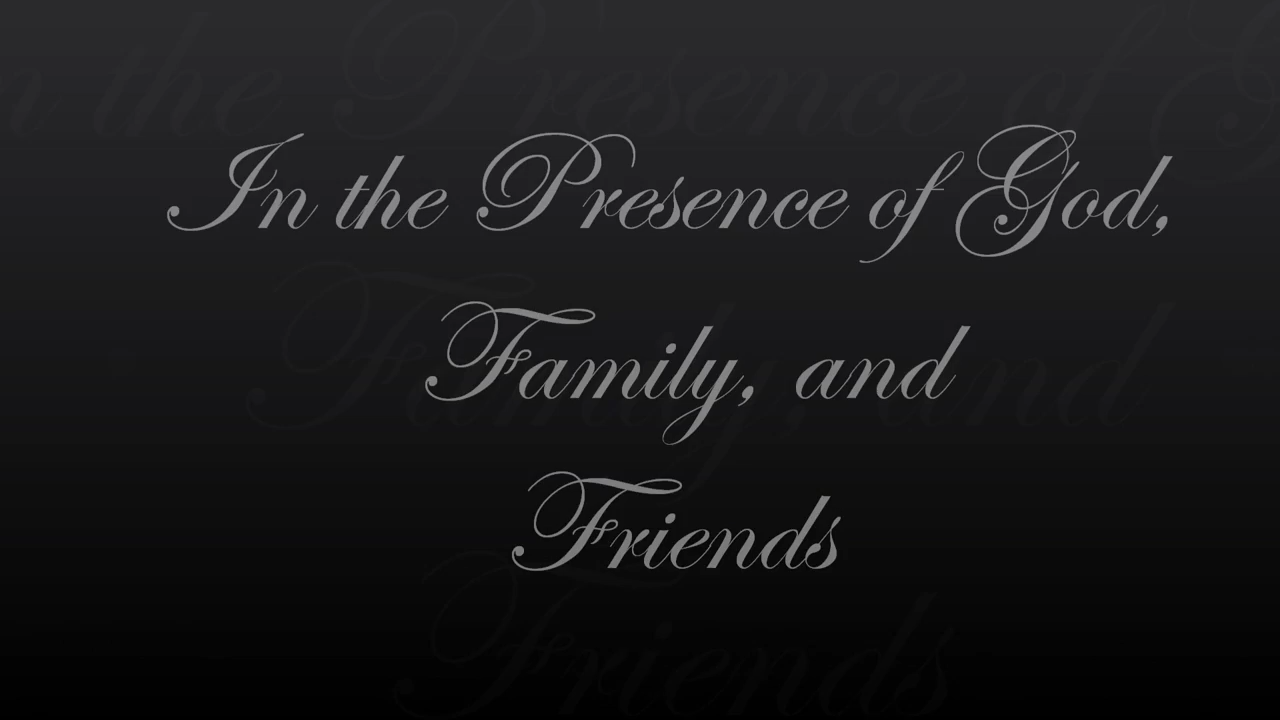 In the Presence of God,
Family, and
Friends